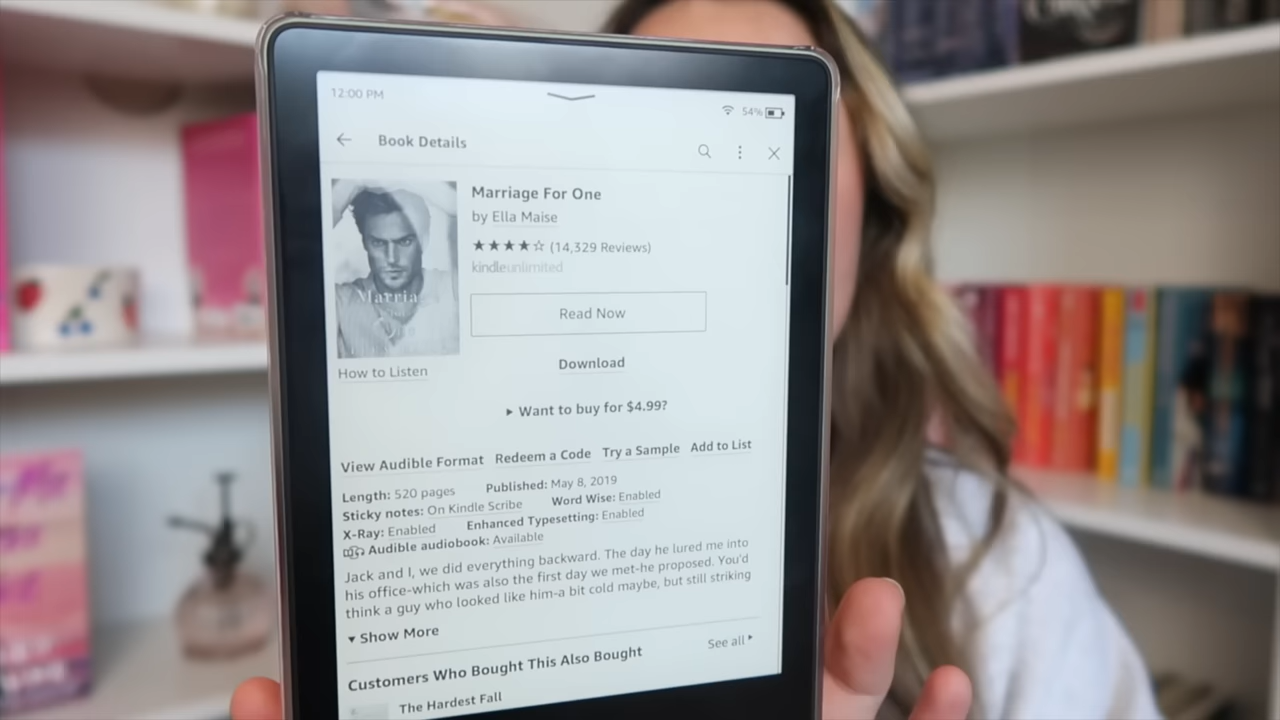 12:00 PM
54%
Book Details
Marriage For One
by Ella Maise
(14,329 Reviews)
kindleunlimited
Marria
Read Now
How to Listen
Download
Want to buy for $4.99?
View Audible Format Redeem a Code Try a Sample Add to List
Length: 520 pages Published: May 8, 2019
Sticky notes: On Kindle Scribe Word Wise: Enabled
X-Ray: Enabled Enhanced Typesetting: Enabled
Audible audiobook: Available
Jack and I, we did everything backward. The day he lured me into
his office-which was also the first day we met-he proposed. You'd
think a guy who looked like him-a bit cold maybe, but still striking
Show More
Customers Who Bought This Also Bought See all
The Hardest Fall